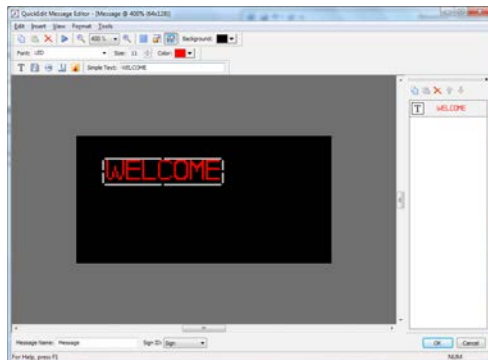 QuickEdit Message Editor - [Message @ 400% (64x128)]
Edit Insert View Format Tools
400% Background:
Font: LED Size: 11 Color:
T Simple Text: WELCOME
T WELCOME
WELCOME
Message Name: Message Sign ID: Sign OK Cancel
For Help, press F1 NUM